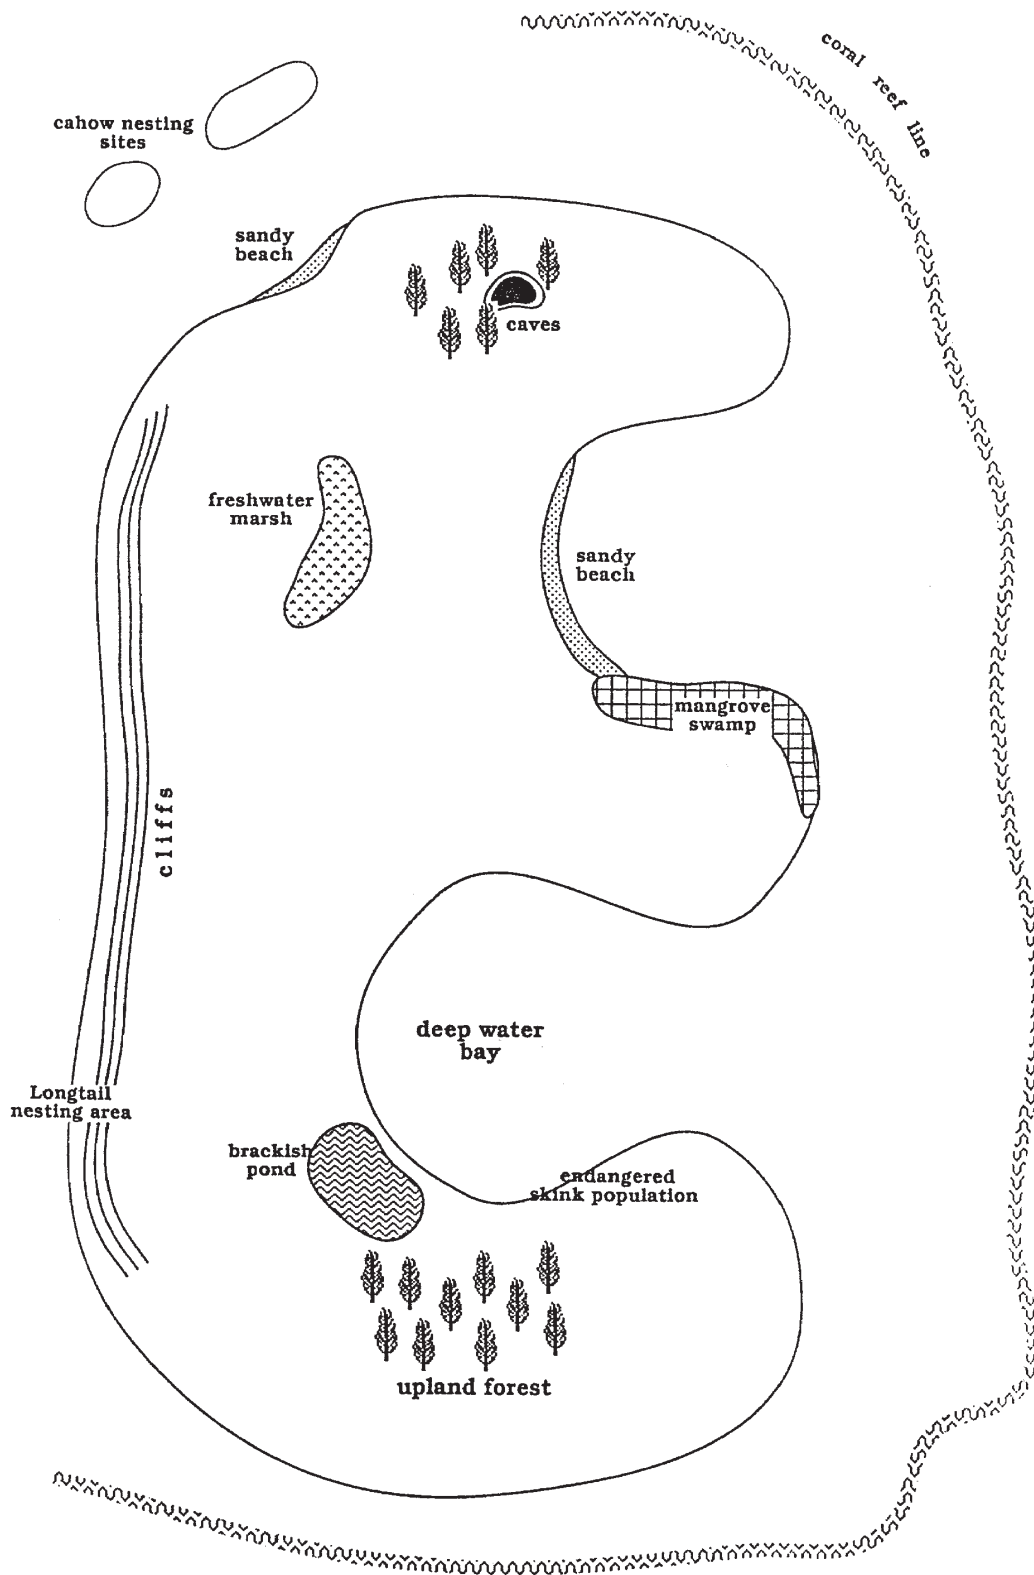 coral reef line
cahow nesting
sites
sandy
beach
caves
freshwater
marsh
sandy
beach
mangrove
swamp
cliffs
deep water
bay
Longtail
nesting area
brackish
pond
endangered
skink population
upland forest